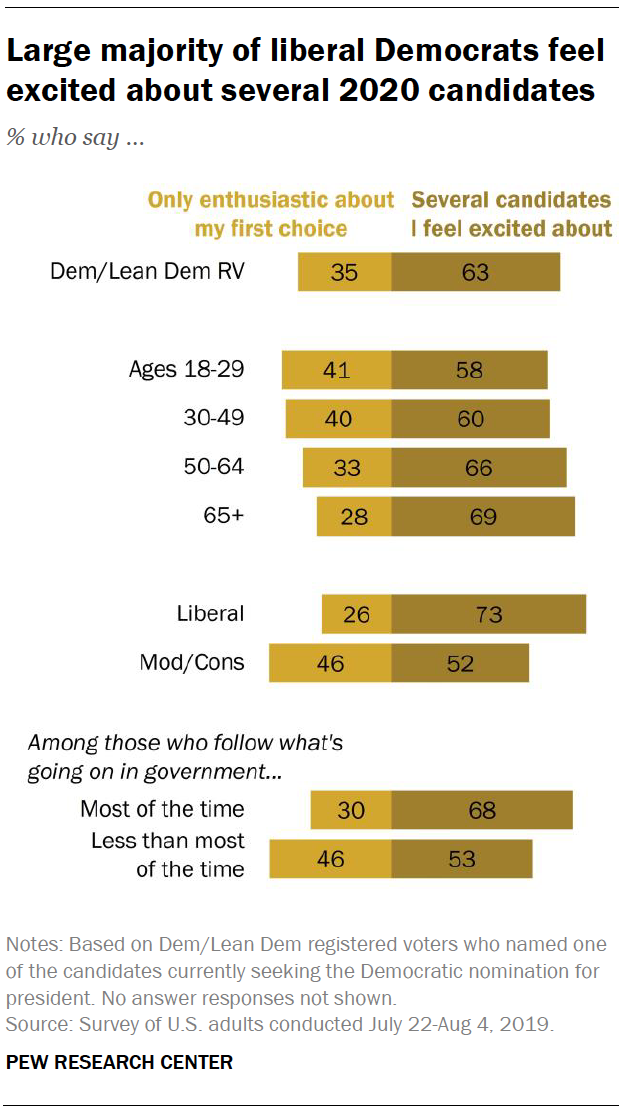 Large majority of liberal Democrats feel
excited about several 2020 candidates
% who say ...
Only enthusiastic about
my first choice
Several candidates
I feel excited about
Dem/Lean Dem RV 35 63
Ages 18-29 41 58
30-49 40 60
50-64 33 66
65+ 28 69
Liberal 26 73
Mod/Cons 46 52
Among those who follow what's
going on in government...
Most of the time 30 68
Less than most
of the time 46 53
Notes: Based on Dem/Lean Dem registered voters who named one
of the candidates currently seeking the Democratic nomination for
president. No answer responses not shown.
Source: Survey of U.S. adults conducted July 22-Aug 4, 2019.
PEW RESEARCH CENTER